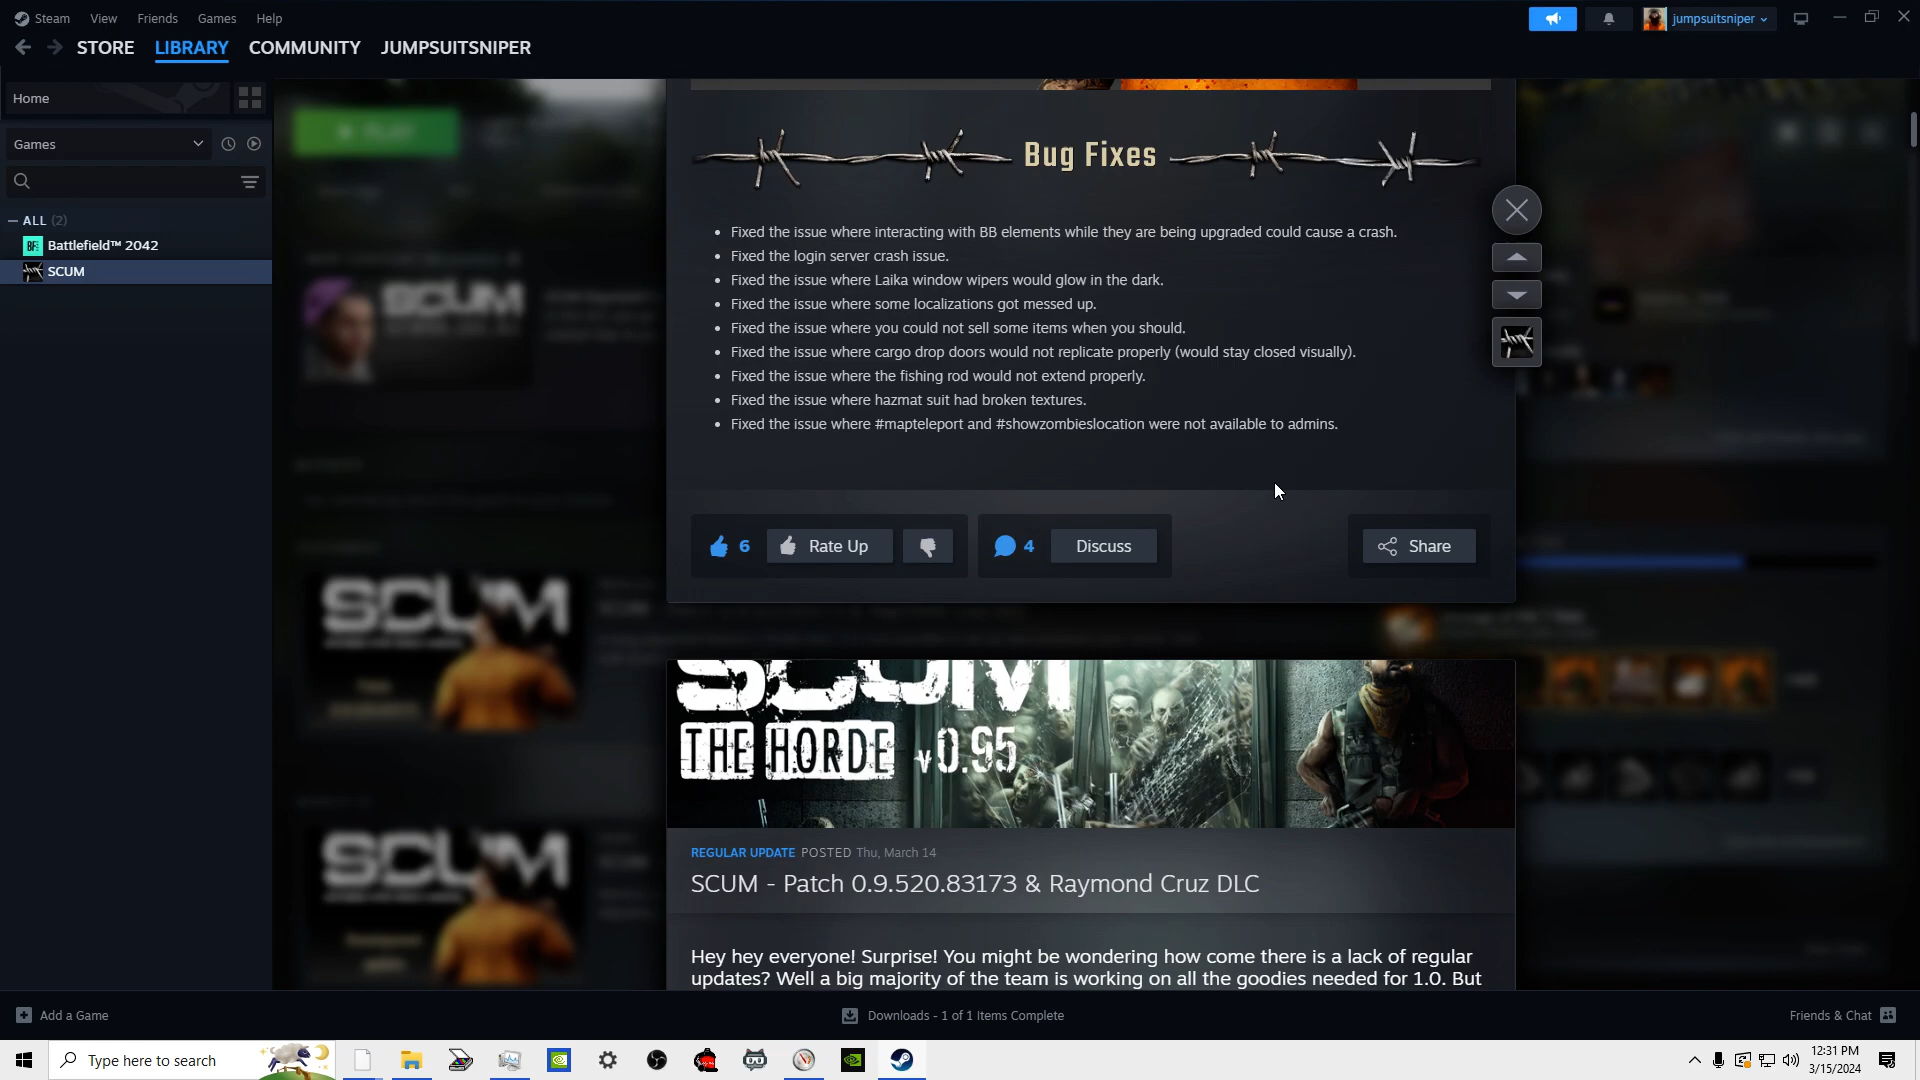 Steam View Friends Games Help
jumpsuitsniper
STORE LIBRARY COMMUNITY JUMPSUITSNIPER
Home
Games
ALL (2)
Battlefield™ 2042
SCUM
PLAY
SCUM
Bug Fixes
• Fixed the issue where interacting with BB elements while they are being upgraded could cause a crash.
• Fixed the login server crash issue.
• Fixed the issue where Laika window wipers would glow in the dark.
• Fixed the issue where some localizations got messed up.
• Fixed the issue where you could not sell some items when you should.
• Fixed the issue where cargo drop doors would not replicate properly (would stay closed visually).
• Fixed the issue where the fishing rod would not extend properly.
• Fixed the issue where hazmat suit had broken textures.
• Fixed the issue where #mapteleport and #showzombieslocation were not available to admins.
6 Rate Up 4 Discuss Share
SCUM
SCUM
THE HORDE v0.95
REGULAR UPDATE POSTED Thu, March 14
SCUM - Patch 0.9.520.83173 & Raymond Cruz DLC
SCUM
Hey hey everyone! Surprise! You might be wondering how come there is a lack of regular
updates? Well a big majority of the team is working on all the goodies needed for 1.0. But
Add a Game
Downloads - 1 of 1 Items Complete
Friends & Chat
Type here to search
12:31 PM
3/15/2024